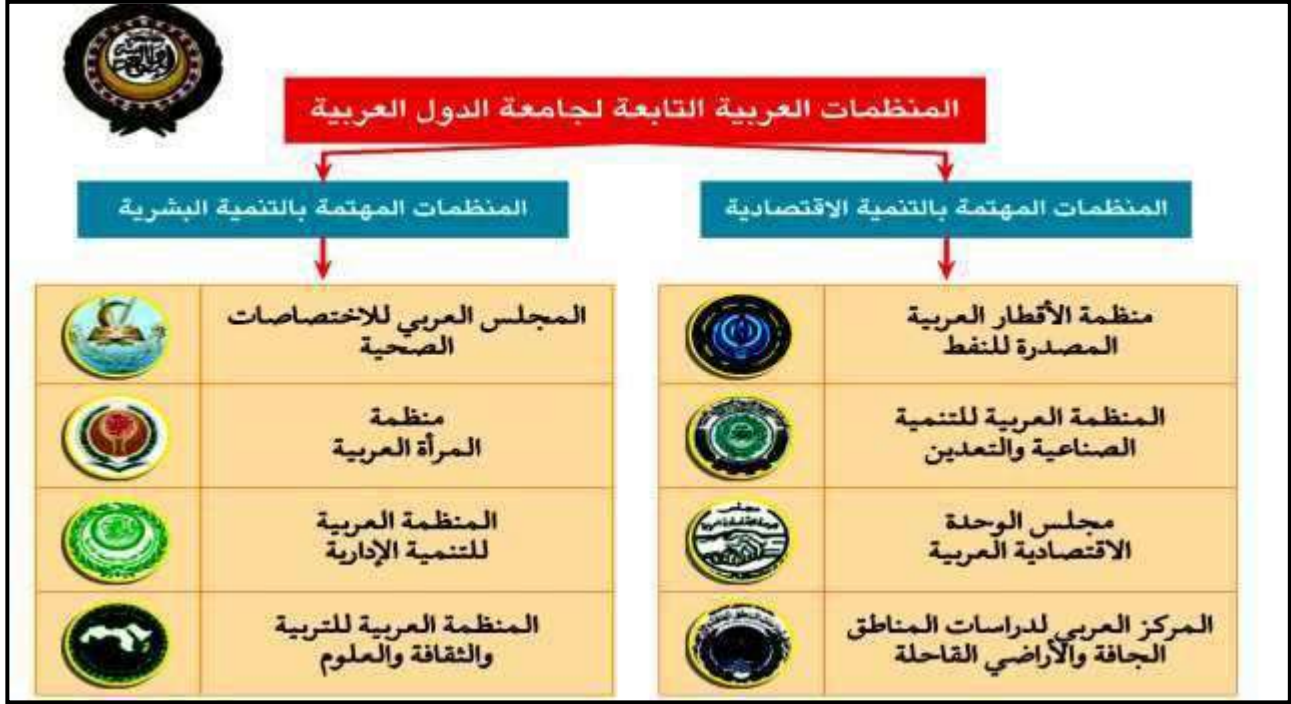 المنظمات العربية التابعة لجامعة الدول العربية
المنظمات المهتمة بالتنمية الاقتصادية
منظمة الأقطار العربية
المصدرة للنفط
المنظمة العربية للتنمية
الصناعية والتعدين
مجلس الوحدة
الاقتصادية العربية
المركز العربي لدراسات المناطق
الجافة والأراضي القاحلة
المنظمات المهتمة بالتنمية البشرية
المجلس العربي للاختصاصات
الصحية
منظمة
المرأة العربية
المنظمة العربية
للتنمية الإدارية
المنظمة العربية للتربية
والثقافة والعلوم